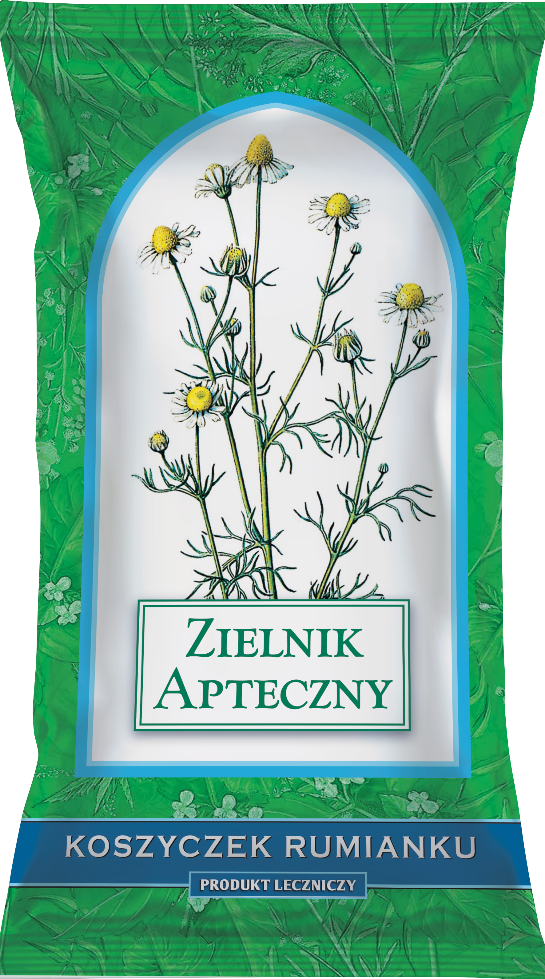 ZIELNIK
APTECZNY
KOSZYCZEK RUMIANKU
PRODUKT LECZNICZY